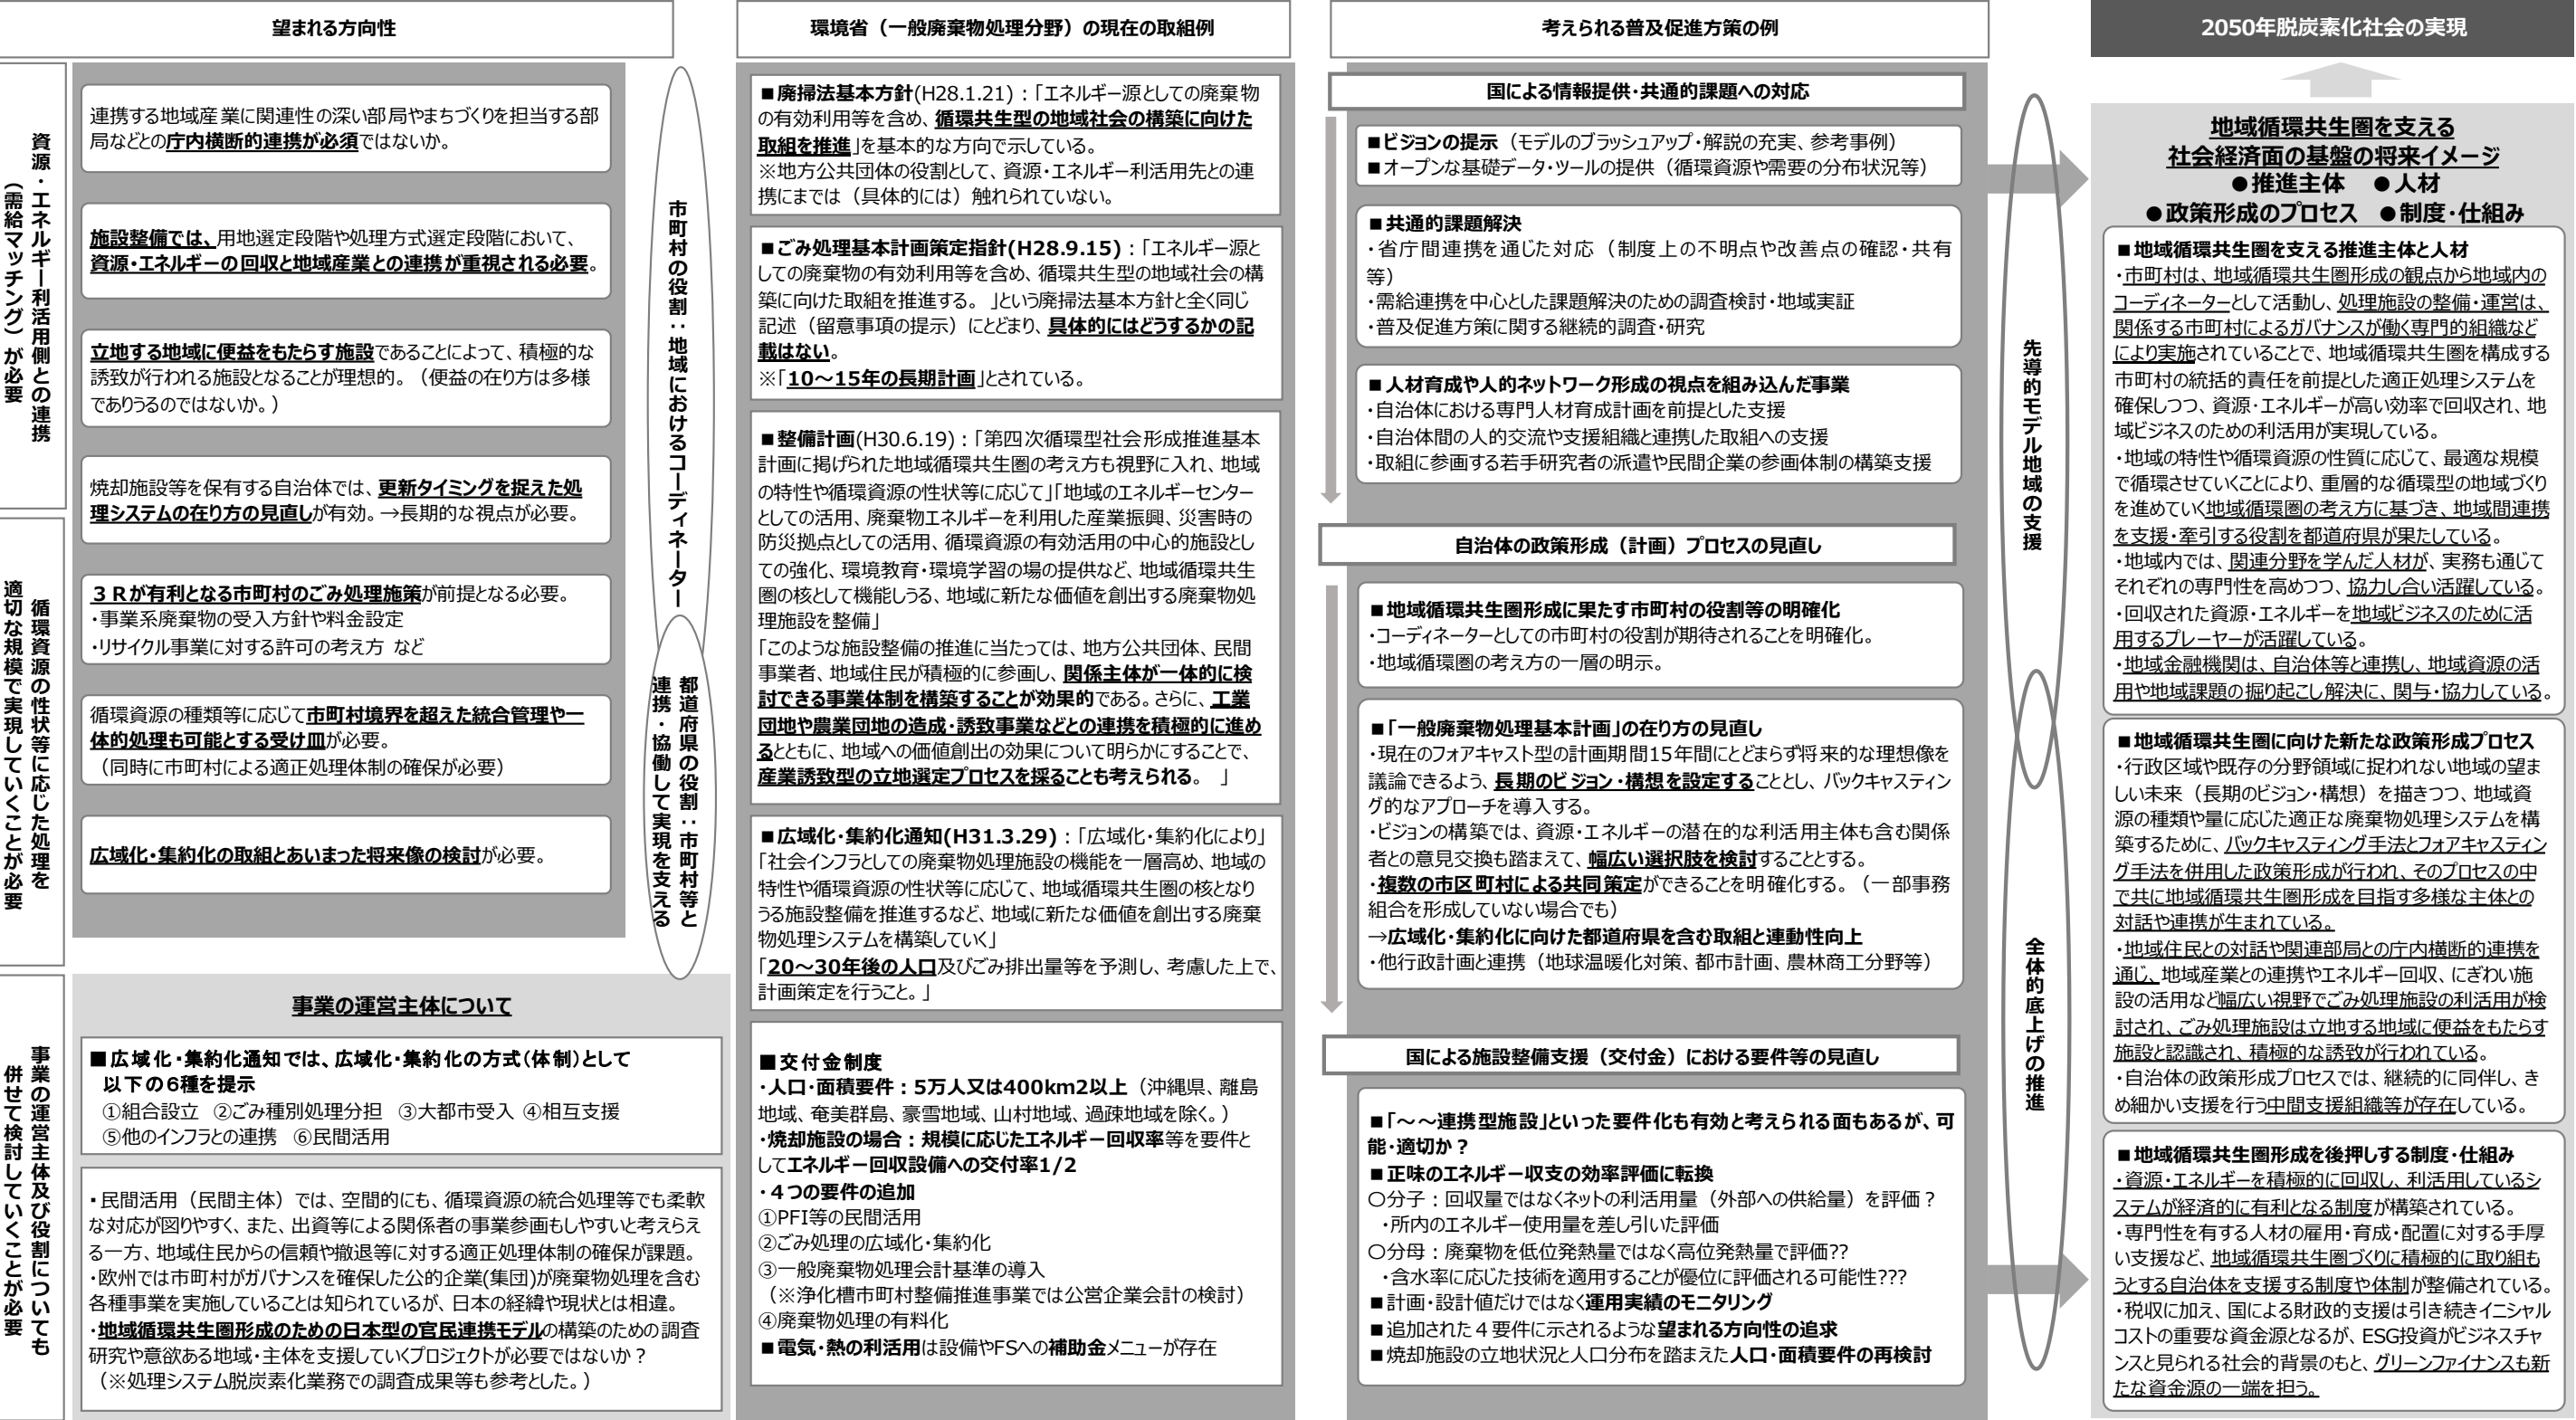 望まれる方向性
資源・エネルギー利活用側との連携
（需給マッチング）が必要
連携する地域産業に関連性の深い部局やまちづくりを担当する部
局などとの庁内横断的連携が必須ではないか。
施設整備では、用地選定段階や処理方式選定段階において、
資源・エネルギーの回収と地域産業との連携が重視される必要。
立地する地域に便益をもたらす施設であることによって、積極的な
誘致が行われる施設となることが理想的。（便益の在り方は多様
でありうるのではないか。）
焼却施設等を保有する自治体では、更新タイミングを捉えた処
理システムの在り方の見直しが有効。→長期的な視点が必要。
循環資源の性状等に応じた処理を
適切な規模で実現していくことが必要
３Ｒが有利となる市町村のごみ処理施策が前提となる必要。
・事業系廃棄物の受入方針や料金設定
・リサイクル事業に対する許可の考え方 など
循環資源の種類等に応じて市町村境界を超えた統合管理や一
体的処理も可能とする受け皿が必要。
（同時に市町村による適正処理体制の確保が必要）
広域化・集約化の取組とあいまった将来像の検討が必要。
市町村の役割：地域におけるコーディネーター
都道府県の役割：市町村等と
連携・協働して実現を支える
事業の運営主体及び役割についても
併せて検討していくことが必要
事業の運営主体について
■広域化・集約化通知では、広域化・集約化の方式（体制）として
以下の6種を提示
①組合設立 ②ごみ種別処理分担 ③大都市受入 ④相互支援
⑤他のインフラとの連携 ⑥民間活用
・民間活用（民間主体）では、空間的にも、循環資源の統合処理等でも柔軟
な対応が図りやすく、また、出資等による関係者の事業参画もしやすいと考えらえ
る一方、地域住民からの信頼や撤退等に対する適正処理体制の確保が課題。
・欧州では市町村がガバナンスを確保した公的企業(集団)が廃棄物処理を含む
各種事業を実施していることは知られているが、日本の経緯や現状とは相違。
・地域循環共生圏形成のための日本型の官民連携モデルの構築のための調査
研究や意欲ある地域・主体を支援していくプロジェクトが必要ではないか？
（※処理システム脱炭素化業務での調査成果等も参考とした。）
環境省（一般廃棄物処理分野）の現在の取組例
■廃掃法基本方針(H28.1.21)：「エネルギー源としての廃棄物
の有効利用等を含め、循環共生型の地域社会の構築に向けた
取組を推進」を基本的な方向で示している。
※地方公共団体の役割として、資源・エネルギー利活用先との連
携にまでは（具体的には）触れられていない。
■ごみ処理基本計画策定指針(H28.9.15)：「エネルギー源と
しての廃棄物の有効利用等を含め、循環共生型の地域社会の構
築に向けた取組を推進する。」という廃掃法基本方針と全く同じ
記述（留意事項の提示）にとどまり、具体的にはどうするかの記
載はない。
※「10～15年の長期計画」とされている。
■整備計画(H30.6.19)：「第四次循環型社会形成推進基本
計画に掲げられた地域循環共生圏の考え方も視野に入れ、地域
の特性や循環資源の性状等に応じて」「地域のエネルギーセンター
としての活用、廃棄物エネルギーを利用した産業振興、災害時の
防災拠点としての活用、循環資源の有効活用の中心的施設とし
ての強化、環境教育・環境学習の場の提供など、地域循環共生
圏の核として機能しうる、地域に新たな価値を創出する廃棄物処
理施設を整備」
「このような施設整備の推進に当たっては、地方公共団体、民間
事業者、地域住民が積極的に参画し、関係主体が一体的に検
討できる事業体制を構築することが効果的である。さらに、工業
団地や農業団地の造成・誘致事業などとの連携を積極的に進め
るとともに、地域への価値創出の効果について明らかにすることで、
産業誘致型の立地選定プロセスを採ることも考えられる。 」
■広域化・集約化通知(H31.3.29)：「広域化・集約化により」
「社会インフラとしての廃棄物処理施設の機能を一層高め、地域の
特性や循環資源の性状等に応じて、地域循環共生圏の核となり
うる施設整備を推進するなど、地域に新たな価値を創出する廃棄
物処理システムを構築していく」
「20～30年後の人口及びごみ排出量等を予測し、考慮した上で、
計画策定を行うこと。」
■交付金制度
・人口・面積要件：5万人又は400km2以上（沖縄県、離島
地域、奄美群島、豪雪地域、山村地域、過疎地域を除く。）
・焼却施設の場合：規模に応じたエネルギー回収率等を要件と
してエネルギー回収設備への交付率1/2
・４つの要件の追加
①PFI等の民間活用
②ごみ処理の広域化・集約化
③一般廃棄物処理会計基準の導入
（※浄化槽市町村整備推進事業では公営企業会計の検討）
④廃棄物処理の有料化
■電気・熱の利活用は設備やFSへの補助金メニューが存在
考えられる普及促進方策の例
国による情報提供・共通的課題への対応
■ビジョンの提示（モデルのブラッシュアップ・解説の充実、参考事例）
■オープンな基礎データ・ツールの提供（循環資源や需要の分布状況等）
■共通的課題解決
・省庁間連携を通じた対応（制度上の不明点や改善点の確認・共有
等）
・需給連携を中心とした課題解決のための調査検討・地域実証
・普及促進方策に関する継続的調査・研究
■人材育成や人的ネットワーク形成の視点を組み込んだ事業
・自治体における専門人材育成計画を前提とした支援
・自治体間の人的交流や支援組織と連携した取組への支援
・取組に参画する若手研究者の派遣や民間企業の参画体制の構築支援
自治体の政策形成（計画）プロセスの見直し
■地域循環共生圏形成に果たす市町村の役割等の明確化
・コーディネーターとしての市町村の役割が期待されることを明確化。
・地域循環圏の考え方の一層の明示。
■「一般廃棄物処理基本計画」の在り方の見直し
・現在のフォアキャスト型の計画期間15年間にとどまらず将来的な理想像を
議論できるよう、長期のビジョン・構想を設定することとし、バックキャスティン
グ的なアプローチを導入する。
・ビジョンの構築では、資源・エネルギーの潜在的な利活用主体も含む関係
者との意見交換も踏まえて、幅広い選択肢を検討することとする。
・複数の市区町村による共同策定ができることを明確化する。（一部事務
組合を形成していない場合でも）
→広域化・集約化に向けた都道府県を含む取組と連動性向上
・他行政計画と連携（地球温暖化対策、都市計画、農林商工分野等）
国による施設整備支援（交付金）における要件等の見直し
■「～～連携型施設」といった要件化も有効と考えられる面もあるが、可
能・適切か？
■正味のエネルギー収支の効率評価に転換
〇分子：回収量ではなくネットの利活用量（外部への供給量）を評価？
・所内のエネルギー使用量を差し引いた評価
〇分母：廃棄物を低位発熱量ではなく高位発熱量で評価??
・含水率に応じた技術を適用することが優位に評価される可能性???
■計画・設計値だけではなく運用実績のモニタリング
■追加された４要件に示されるような望まれる方向性の追求
■焼却施設の立地状況と人口分布を踏まえた人口・面積要件の再検討
先導的モデル地域の支援
全体的底上げの推進
2050年脱炭素化社会の実現
地域循環共生圏を支える
社会経済面の基盤の将来イメージ
●推進主体 ●人材
●政策形成のプロセス ●制度・仕組み
■地域循環共生圏を支える推進主体と人材
・市町村は、地域循環共生圏形成の観点から地域内の
コーディネーターとして活動し、処理施設の整備・運営は、
関係する市町村によるガバナンスが働く専門的組織など
により実施されていることで、地域循環共生圏を構成する
市町村の統括的責任を前提とした適正処理システムを
確保しつつ、資源・エネルギーが高い効率で回収され、地
域ビジネスのための利活用が実現している。
・地域の特性や循環資源の性質に応じて、最適な規模
で循環させていくことにより、重層的な循環型の地域づくり
を進めていく地域循環圏の考え方に基づき、地域間連携
を支援・牽引する役割を都道府県が果たしている。
・地域内では、関連分野を学んだ人材が、実務も通じて
それぞれの専門性を高めつつ、協力し合い活躍している。
・回収された資源・エネルギーを地域ビジネスのために活
用するプレーヤーが活躍している。
・地域金融機関は、自治体等と連携し、地域資源の活
用や地域課題の掘り起こし解決に、関与・協力している。
■地域循環共生圏に向けた新たな政策形成プロセス
・行政区域や既存の分野領域に捉われない地域の望ま
しい未来（長期のビジョン・構想）を描きつつ、地域資
源の種類や量に応じた適正な廃棄物処理システムを構
築するために、バックキャスティング手法とフォアキャスティン
グ手法を併用した政策形成が行われ、そのプロセスの中
で共に地域循環共生圏形成を目指す多様な主体との
対話や連携が生まれている。
・地域住民との対話や関連部局との庁内横断的連携を
通じ、地域産業との連携やエネルギー回収、にぎわい施
設の活用など幅広い視野でごみ処理施設の利活用が検
討され、ごみ処理施設は立地する地域に便益をもたらす
施設と認識され、積極的な誘致が行われている。
・自治体の政策形成プロセスでは、継続的に同伴し、き
め細かい支援を行う中間支援組織等が存在している。
■地域循環共生圏形成を後押しする制度・仕組み
・資源・エネルギーを積極的に回収し、利活用しているシ
ステムが経済的に有利となる制度が構築されている。
・専門性を有する人材の雇用・育成・配置に対する手厚
い支援など、地域循環共生圏づくりに積極的に取り組も
うとする自治体を支援する制度や体制が整備されている。
・税収に加え、国による財政的支援は引き続きイニシャル
コストの重要な資金源となるが、ESG投資がビジネスチャ
ンスと見られる社会的背景のもと、グリーンファイナンスも新
たな資金源の一端を担う。